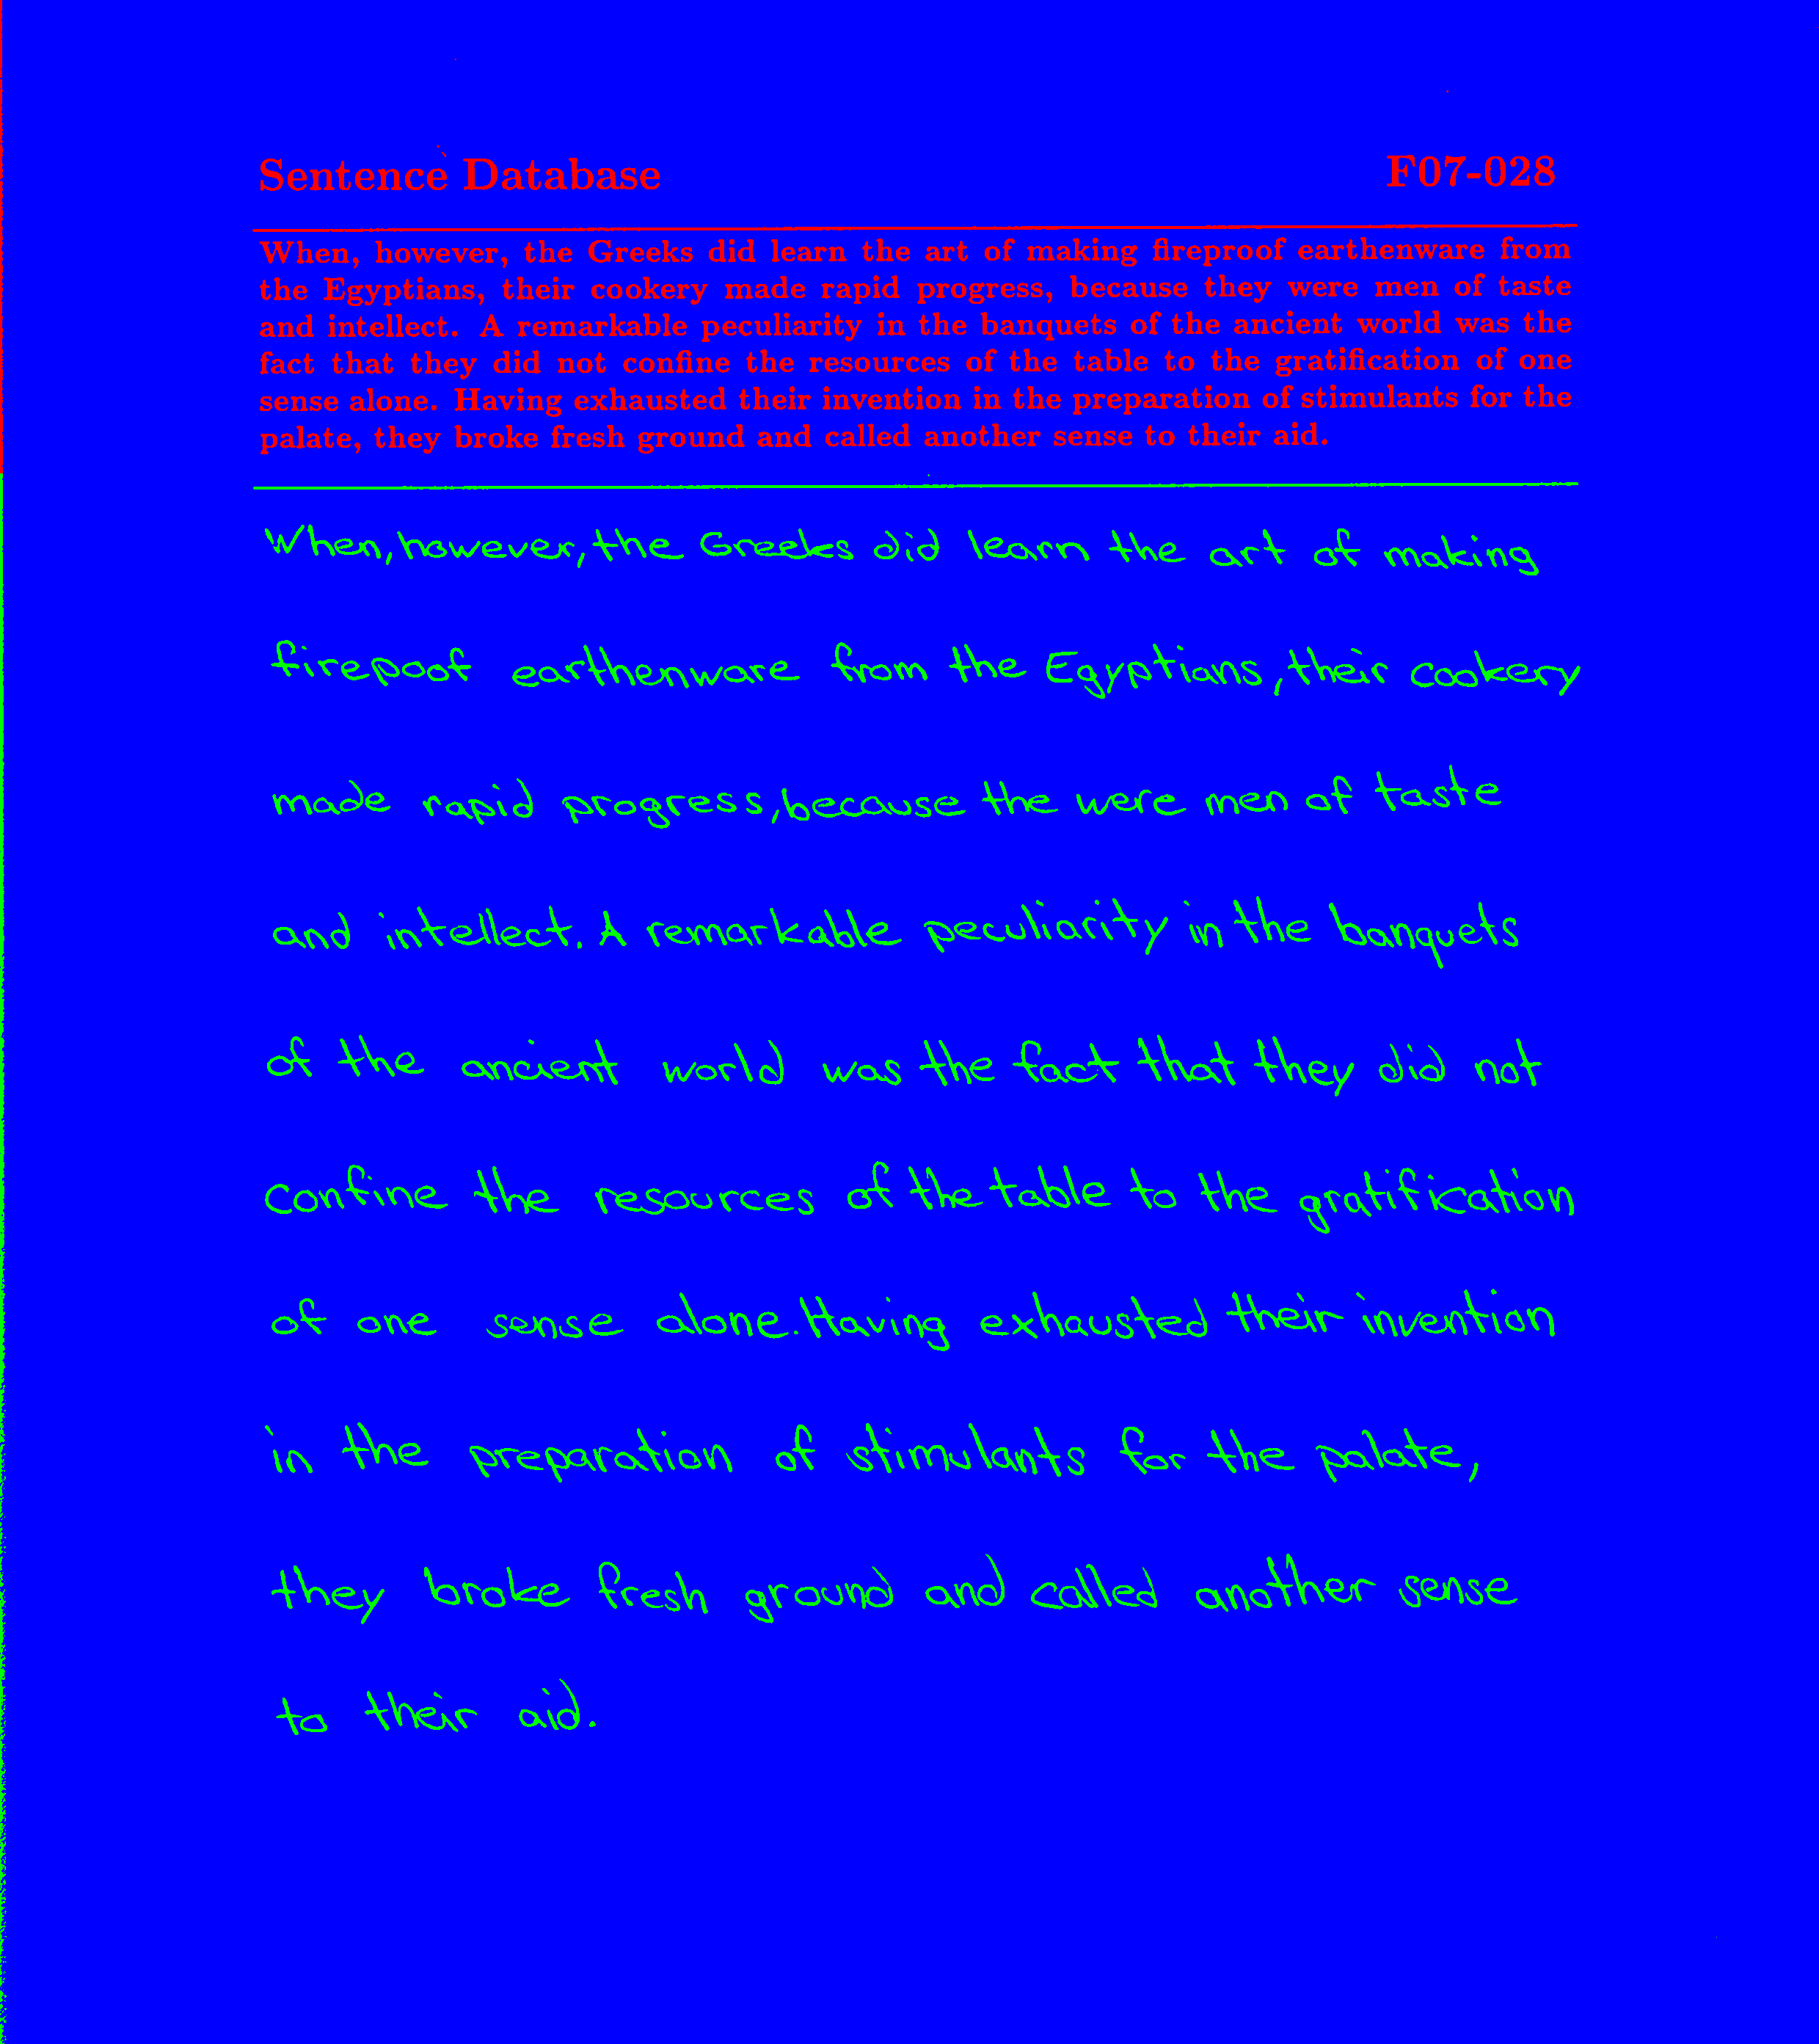 Sentence Database F07-028
When, however, the Greeks did learn the art of making fireproof earthenware from
the Egyptians, their cookery made rapid progress, because they were men of taste
and intellect. A remarkable peculiarity in the banquets of the ancient world was the
fact that they did not confine the resources of the table to the gratification of one
sense alone. Having exhausted their invention in the preparation of stimulants for the
palate, they broke fresh ground and called another sense to their aid.
When, however, the Greeks did learn the art of making
firepoof earthenware from the Egyptians, their cookery
made rapid progress, because the were men of taste
and intellect. A remarkable peculiarity in the banquets
of the ancient world was the fact that they did not
confine the resources of the table to the gratification
of one sense alone. Having exhausted their invention
in the preparation of stimulants for the palate,
they broke fresh ground and called another sense
to their aid.